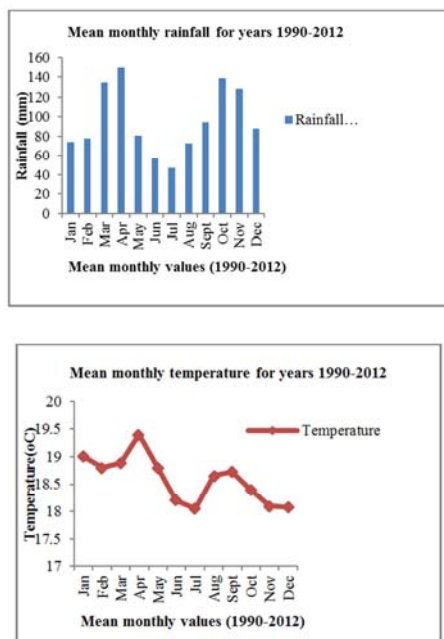 Mean monthly rainfall for years 1990-2012
160
140
120
100
80
60
40
20
0
Rainfall (mm)
Jan
Feb
Mar
Apr
May
Jun
Jul
Aug
Sept
Oct
Nov
Dec
Rainfall…
Mean monthly values (1990-2012)
Mean monthly temperature for years 1990-2012
20
19.5
19
18.5
18
17.5
17
Temperature(oC)
Temperature
Jan
Feb
Mar
Apr
May
Jun
Jul
Aug
Sept
Oct
Nov
Dec
Mean monthly values (1990-2012)